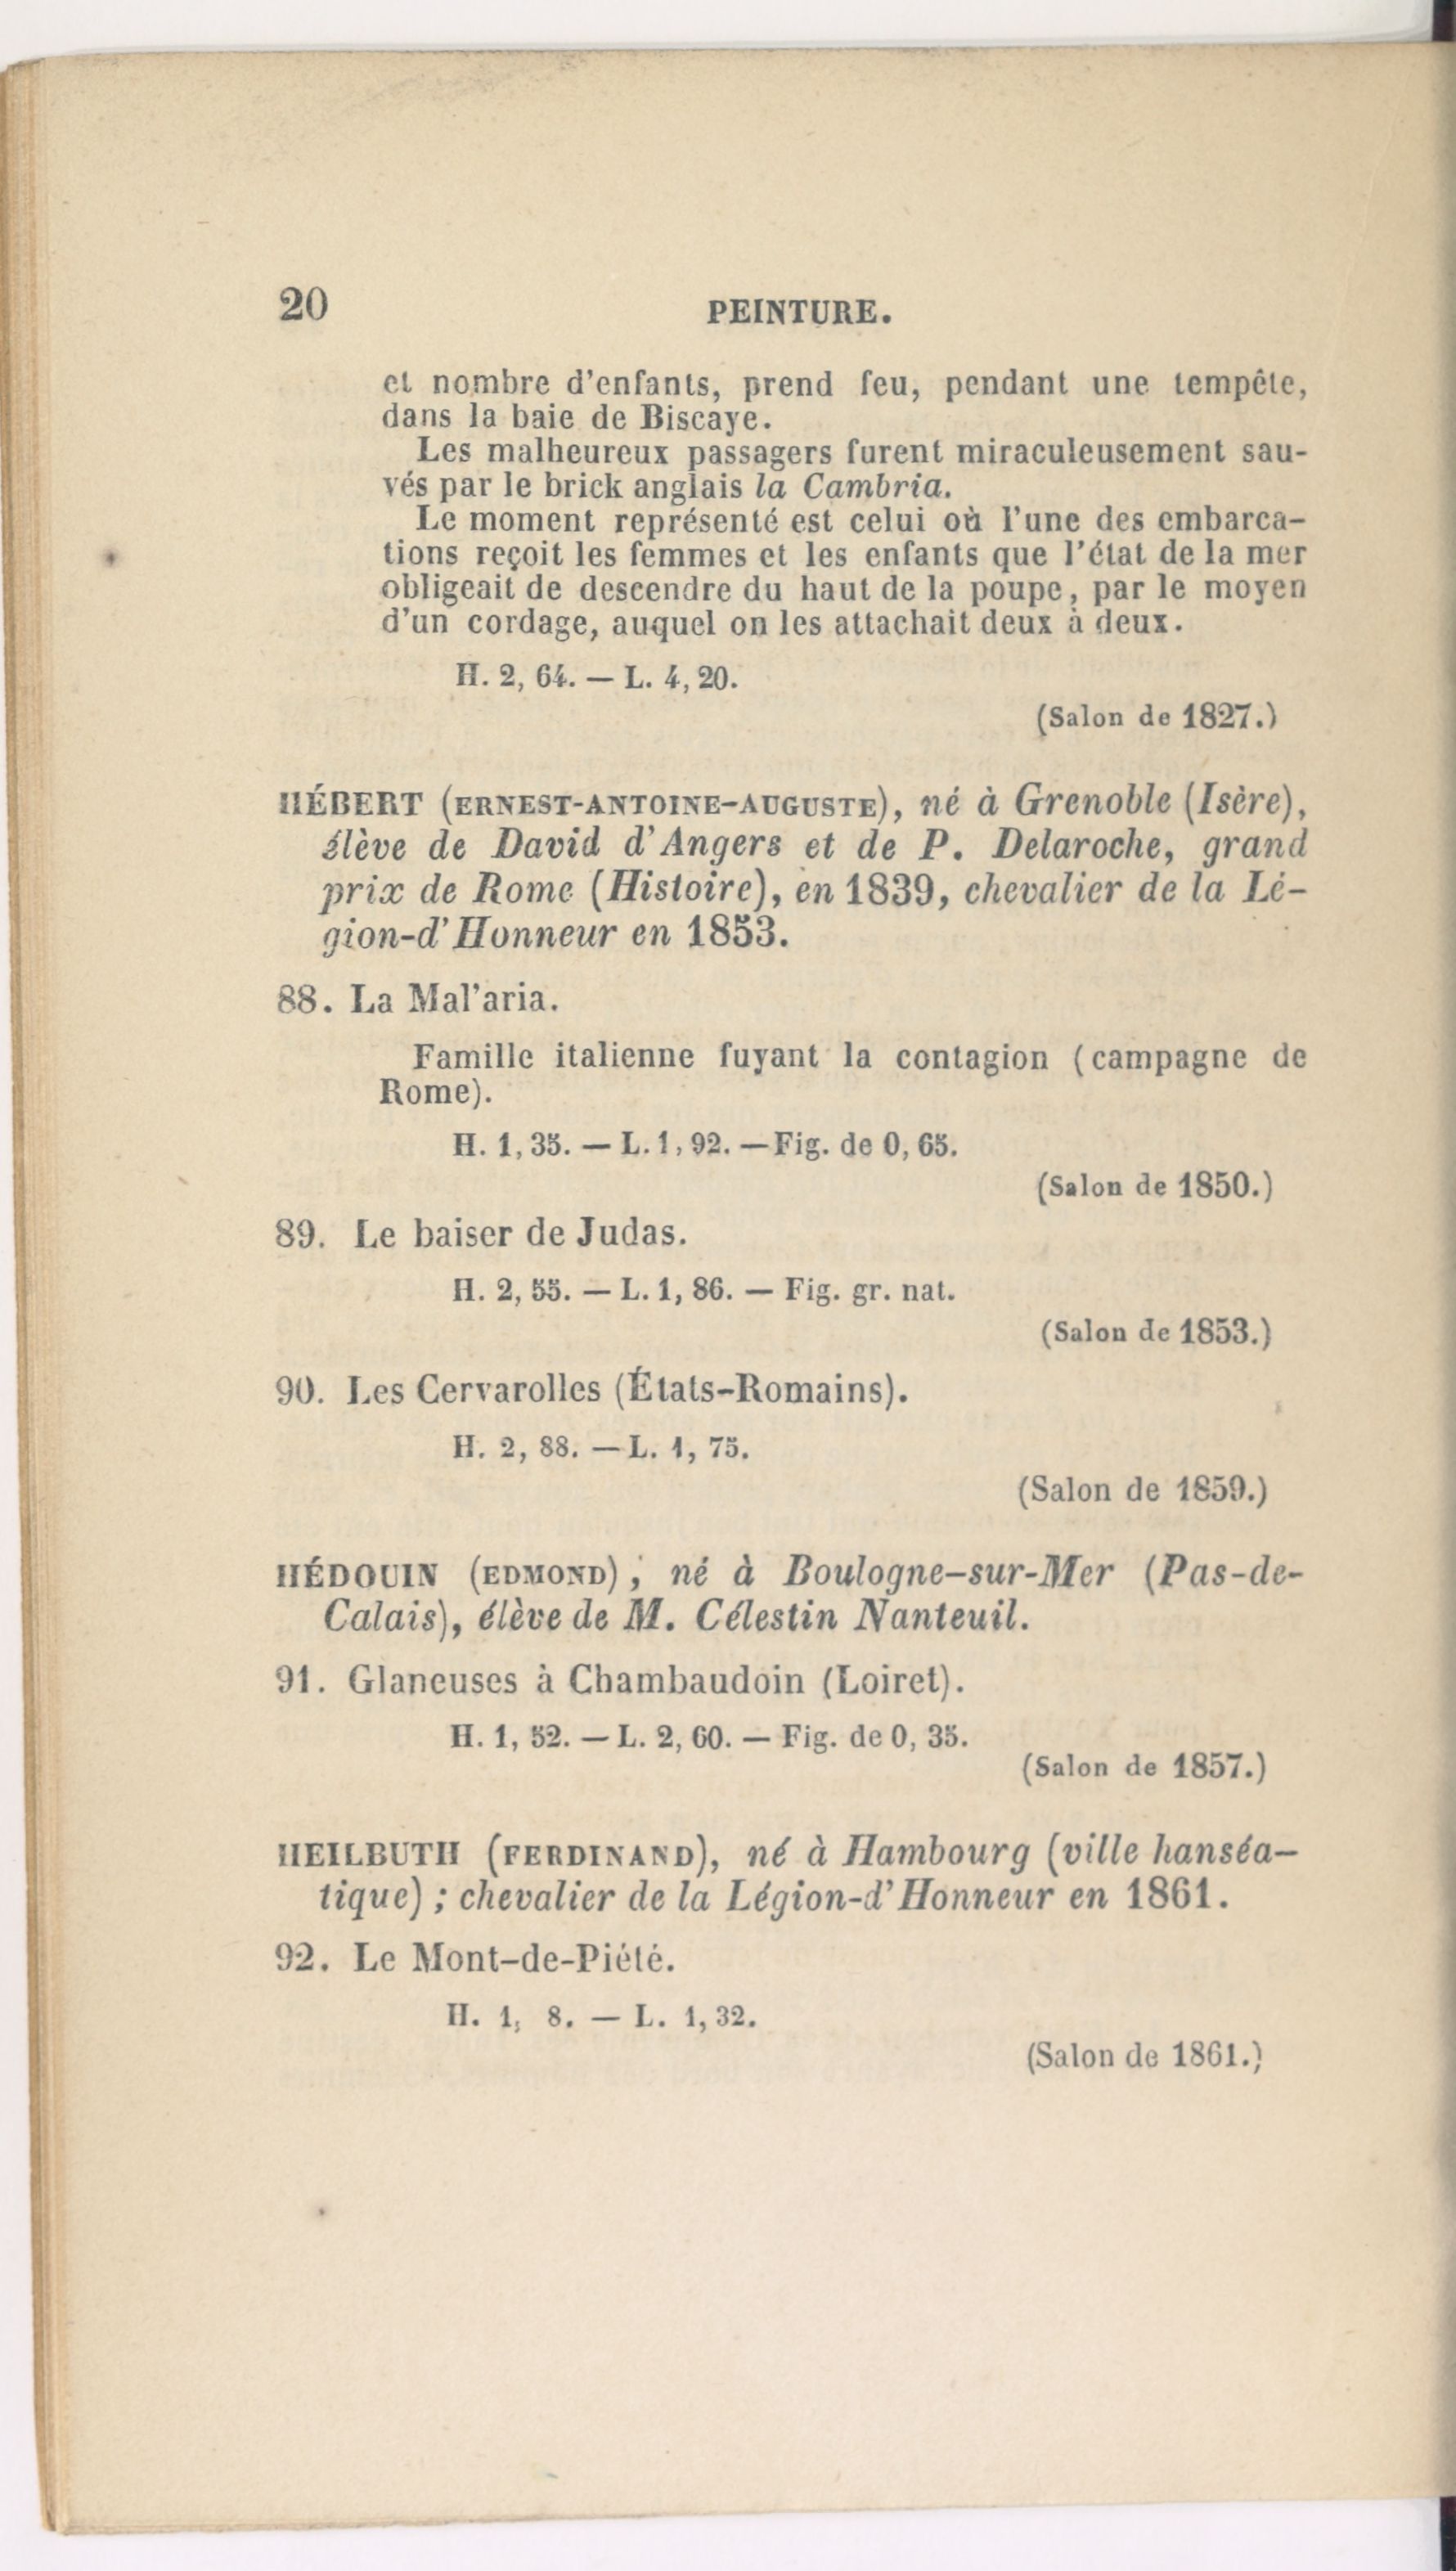 20
PEINTURE.
et nombre d'enfants, prend feu, pendant une tempête,
dans la baie de Biscaye.
Les malheureux passagers furent miraculeusement sau-
vés par le brick anglais la Cambria.
Le moment représenté est celui où l'une des embarca-
tions reçoit les femmes et les enfants que l'état de la mer
obligeait de descendre du haut de la poupe, par le moyen
d'un cordage, auquel on les attachait deux à deux.
H. 2, 64. — L. 4, 20.
(Salon de 1827.)
HÉBERT (ERNEST-ANTOINE-AUGUSTE), né à Grenoble (Isère),
élève de David d'Angers et de P. Delaroche, grand
prix de Rome (Histoire), en 1839, chevalier de la Lé-
gion-d'Honneur en 1853.
88. La Mal'aria.
Famille italienne fuyant la contagion (campagne de
Rome).
H. 1, 35. — L. 1, 92. — Fig. de 0, 65.
(Salon de 1850.)
89. Le baiser de Judas.
H. 2, 55. — L. 1, 86. — Fig. gr. nat.
(Salon de 1853.)
90. Les Cervarolles (États-Romains).
H. 2, 88. — L. 1, 75.
(Salon de 1859.)
HÉDOUIN (EDMOND), né à Boulogne-sur-Mer (Pas-de-
Calais), élève de M. Célestin Nanteuil.
91. Glaneuses à Chambaudoin (Loiret).
H. 1, 52. — L. 2, 60. — Fig. de 0, 35.
(Salon de 1857.)
HEILBUTH (FERDINAND), né à Hambourg (ville hanséa-
tique) ; chevalier de la Légion-d'Honneur en 1861.
92. Le Mont-de-Piété.
H. 1, 8. — L. 1, 32.
(Salon de 1861.)